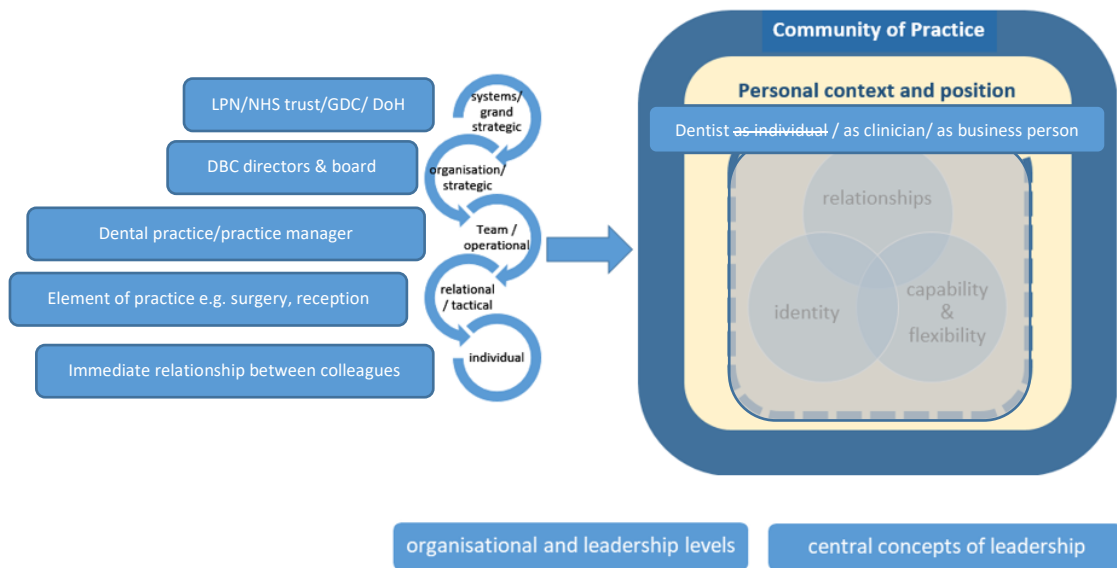 Community of Practice
Personal context and position
Dentist as individual / as clinician/ as business person
relationships
identity
capability
&
flexibility
LPN/NHS trust/GDC/ DoH
systems/
grand
strategic
DBC directors & board
organisation/
strategic
Dental practice/practice manager
Team /
operational
Element of practice e.g. surgery, reception
relational
/ tactical
Immediate relationship between colleagues
individual
organisational and leadership levels
central concepts of leadership